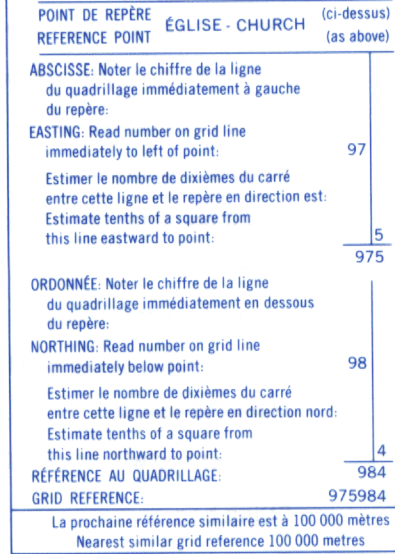 POINT DE REPÈRE ÉGLISE - CHURCH (ci-dessus)
REFERENCE POINT (as above)
ABSCISSE: Noter le chiffre de la ligne
du quadrillage immédiatement à gauche
du repère:
EASTING: Read number on grid line
immediately to left of point: 97
Estimer le nombre de dixièmes du carré
entre cette ligne et le repère en direction est:
Estimate tenths of a square from
this line eastward to point: 5
975
ORDONNÉE: Noter le chiffre de la ligne
du quadrillage immédiatement en dessous
du repère:
NORTHING: Read number on grid line
immediately below point: 98
Estimer le nombre de dixièmes du carré
entre cette ligne et le repère en direction nord:
Estimate tenths of a square from
this line northward to point: 4
RÉFÉRENCE AU QUADRILLAGE: 984
GRID REFERENCE: 975984
La prochaine référence similaire est à 100 000 mètres
Nearest similar grid reference 100 000 metres